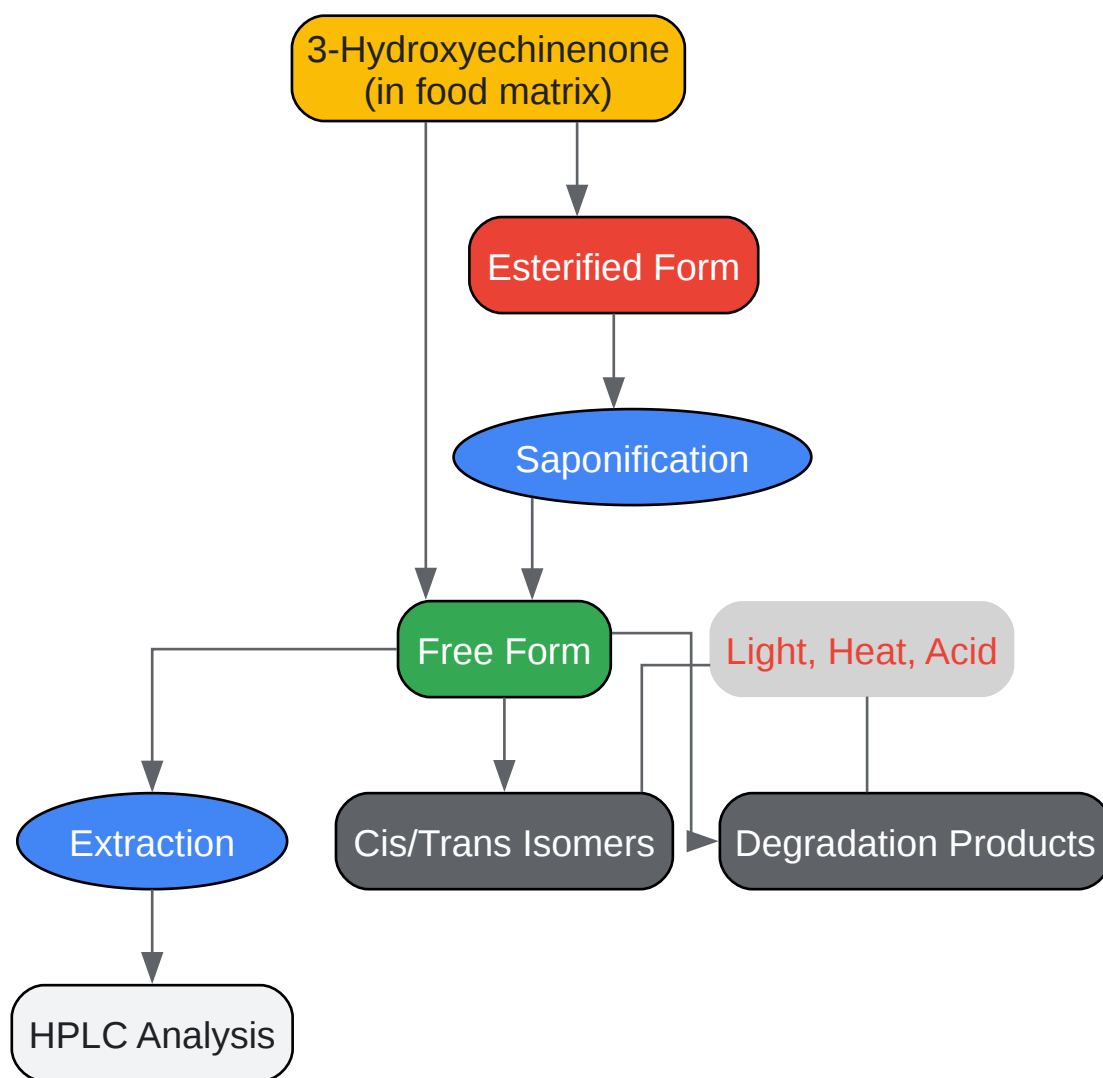 3-Hydroxyechinenone
(in food matrix)
Esterified Form
Saponification
Free Form
Light, Heat, Acid
Extraction
Cis/Trans Isomers
Degradation Products
HPLC Analysis